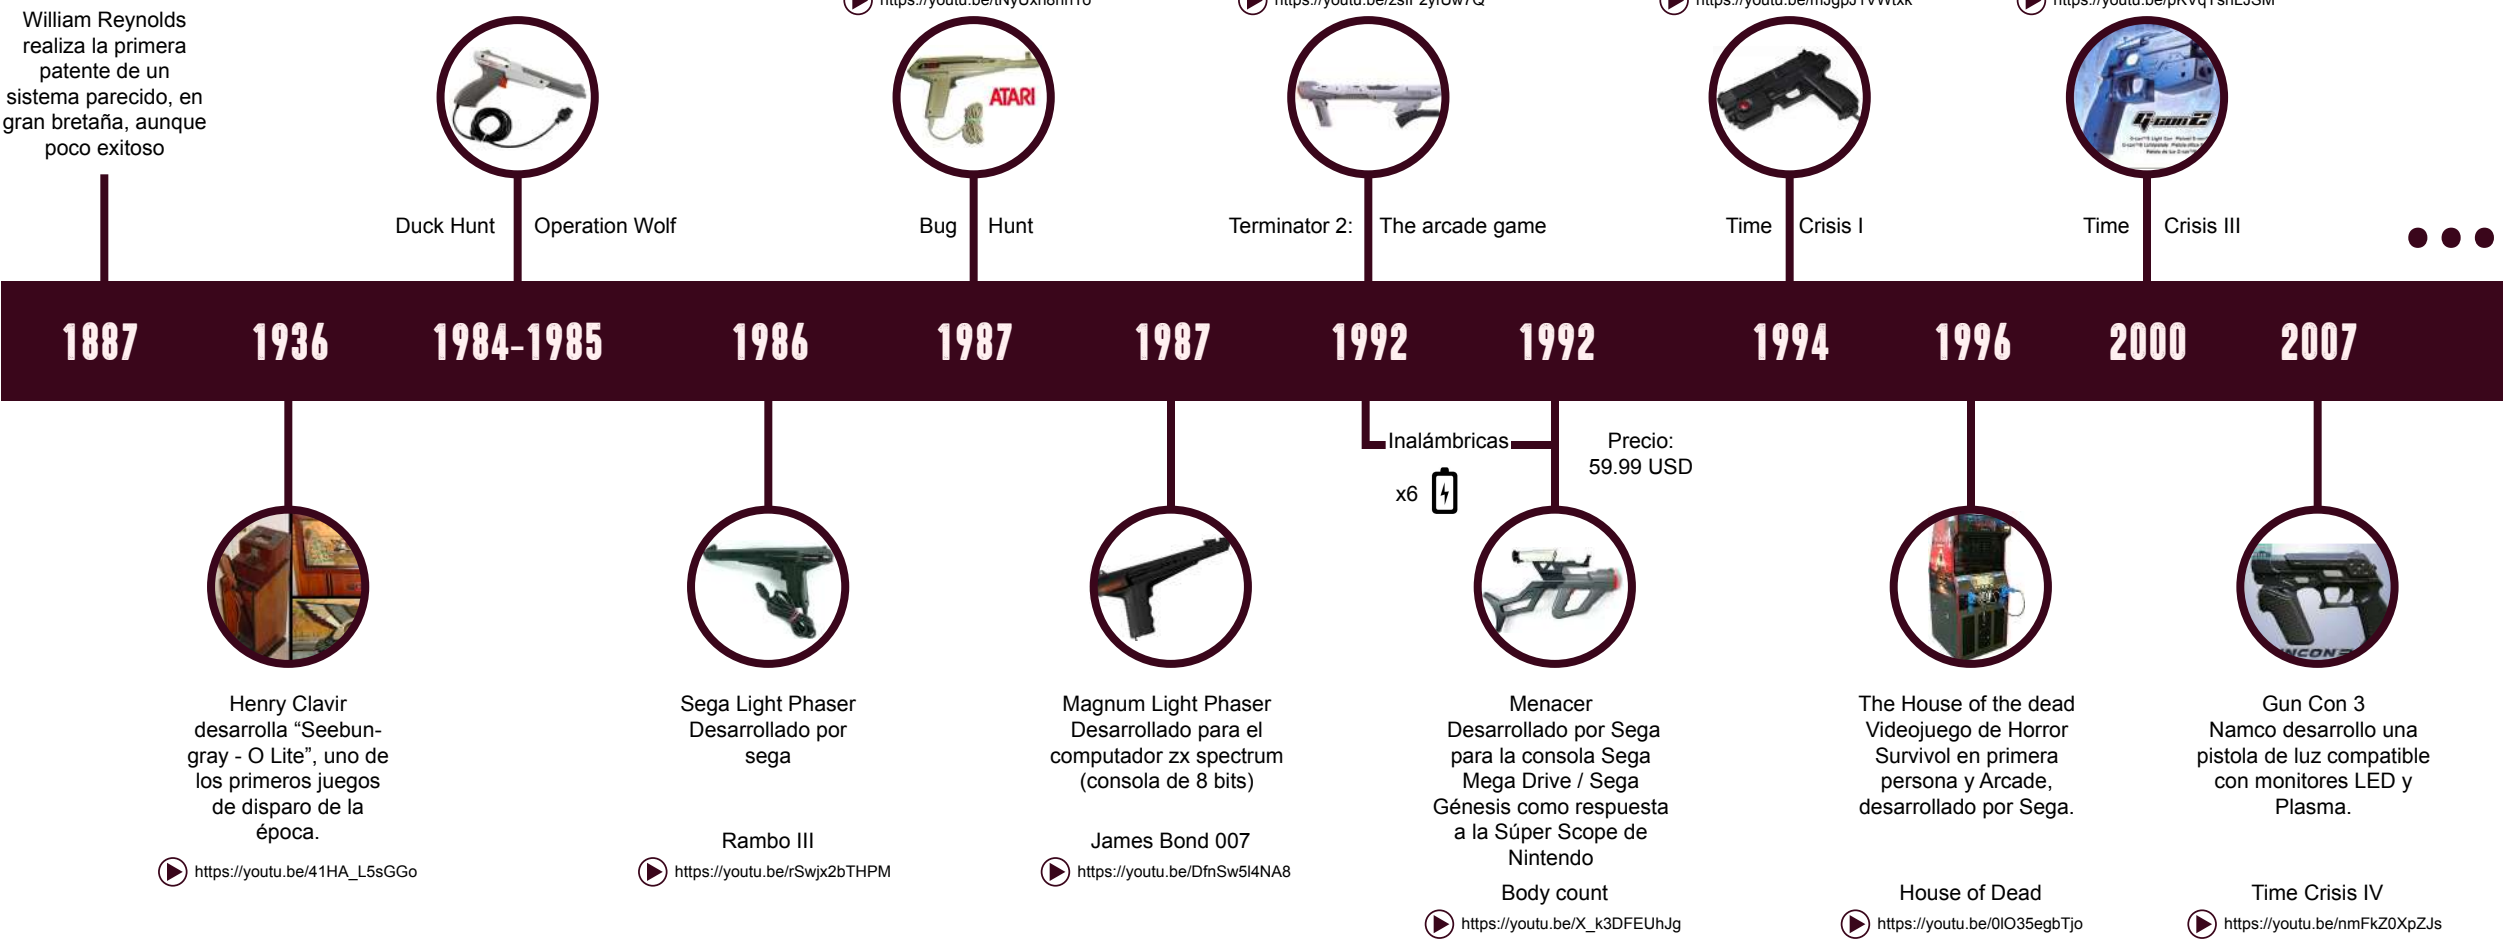 William Reynolds
realiza la primera
patente de un
sistema parecido, en
gran bretaña, aunque
poco exitoso
ATARI
G-con 2
Duck Hunt Operation Wolf
Bug Hunt
Terminator 2: The arcade game
Time Crisis I
Time Crisis III
1887 1936 1984-1985 1986 1987 1987 1992 1992 1994 1996 2000 2007
Inalámbricas
x6
Precio:
59.99 USD
Henry Clavir
desarrolla “Seebun-
gray - O Lite”, uno de
los primeros juegos
de disparo de la
época.
https://youtu.be/41HA_L5sGGo
Sega Light Phaser
Desarrollado por
sega
Rambo III
https://youtu.be/rSwjx2bTHPM
Magnum Light Phaser
Desarrollado para el
computador zx spectrum
(consola de 8 bits)
James Bond 007
https://youtu.be/DfnSw5l4NA8
Menacer
Desarrollado por Sega
para la consola Sega
Mega Drive / Sega
Génesis como respuesta
a la Súper Scope de
Nintendo
Body count
https://youtu.be/X_k3DFEUhJg
The House of the dead
Videojuego de Horror
Survivol en primera
persona y Arcade,
desarrollado por Sega.
House of Dead
https://youtu.be/0lO35egbTjo
Gun Con 3
Namco desarrollo una
pistola de luz compatible
con monitores LED y
Plasma.
Time Crisis IV
https://youtu.be/nmFkZ0XpZJs